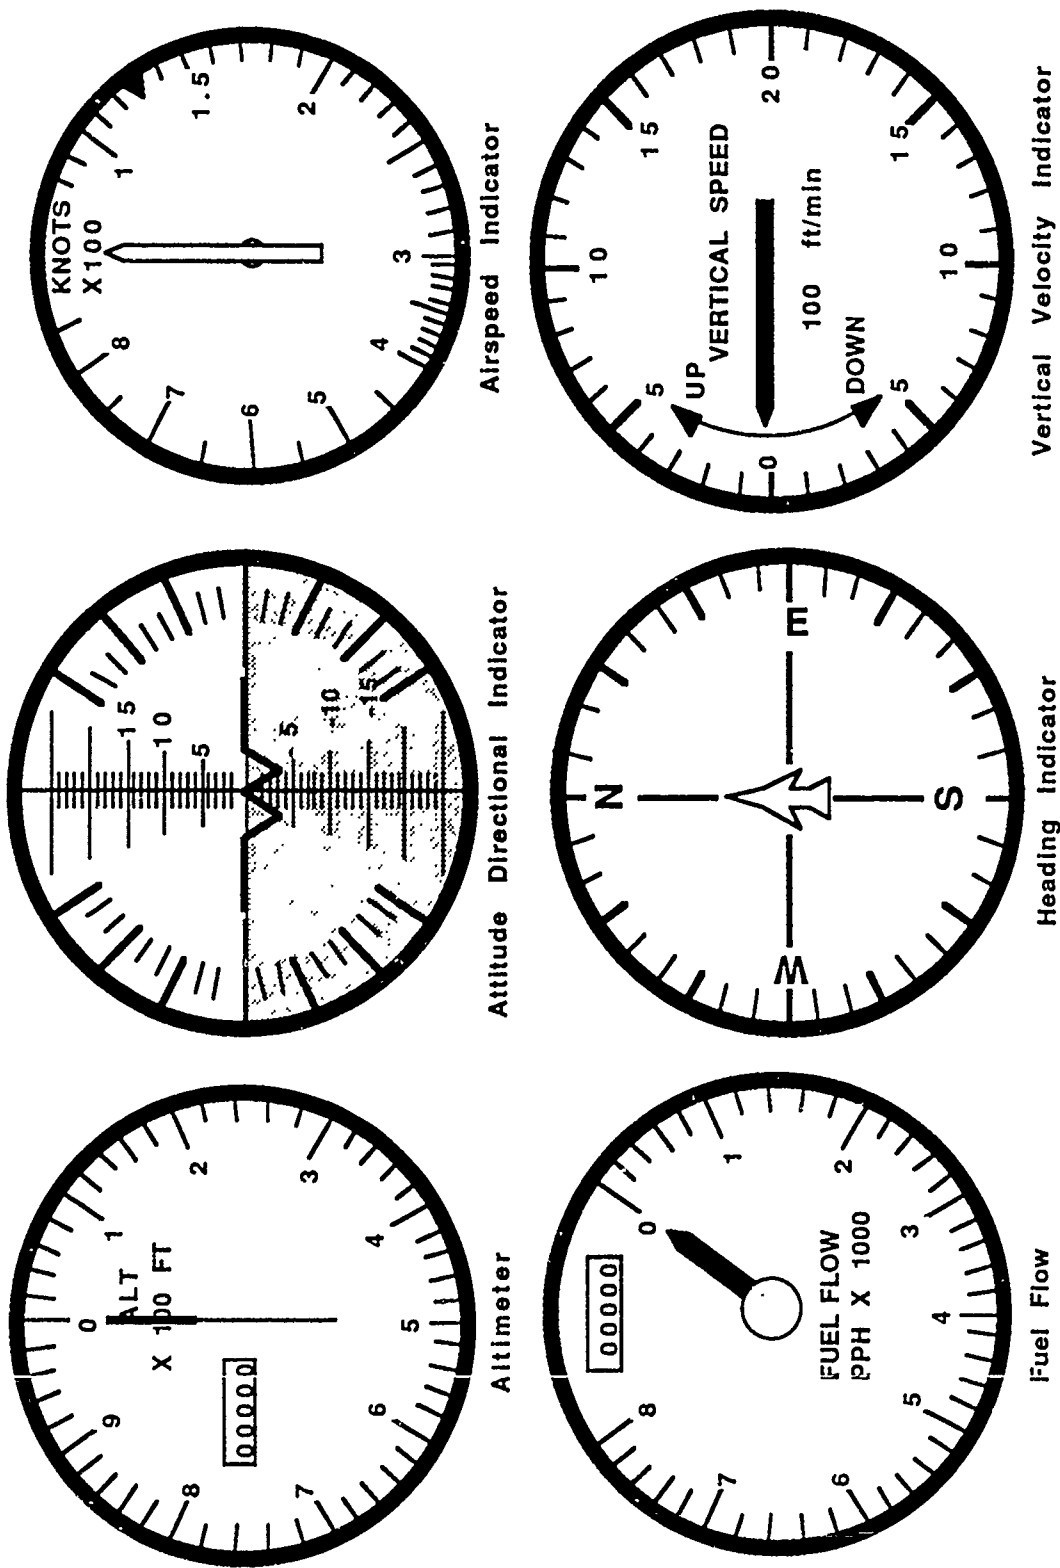 0
9
1
ALT
X 100 FT
8
2
00000
7
3
6
4
5
Altimeter
15
10
5
5
-10
-15
Attitude Directional Indicator
KNOTS
X100
8
1
7
1.5
6
5
2
4
3
Airspeed Indicator
00000
8
0
7
1
FUEL FLOW
PPH X 1000
6
2
5
3
4
Fuel Flow
N
W
E
S
Heading Indicator
10
5
15
UP
VERTICAL SPEED
0
20
100 ft/min
DOWN
5
15
10
Vertical Velocity Indicator